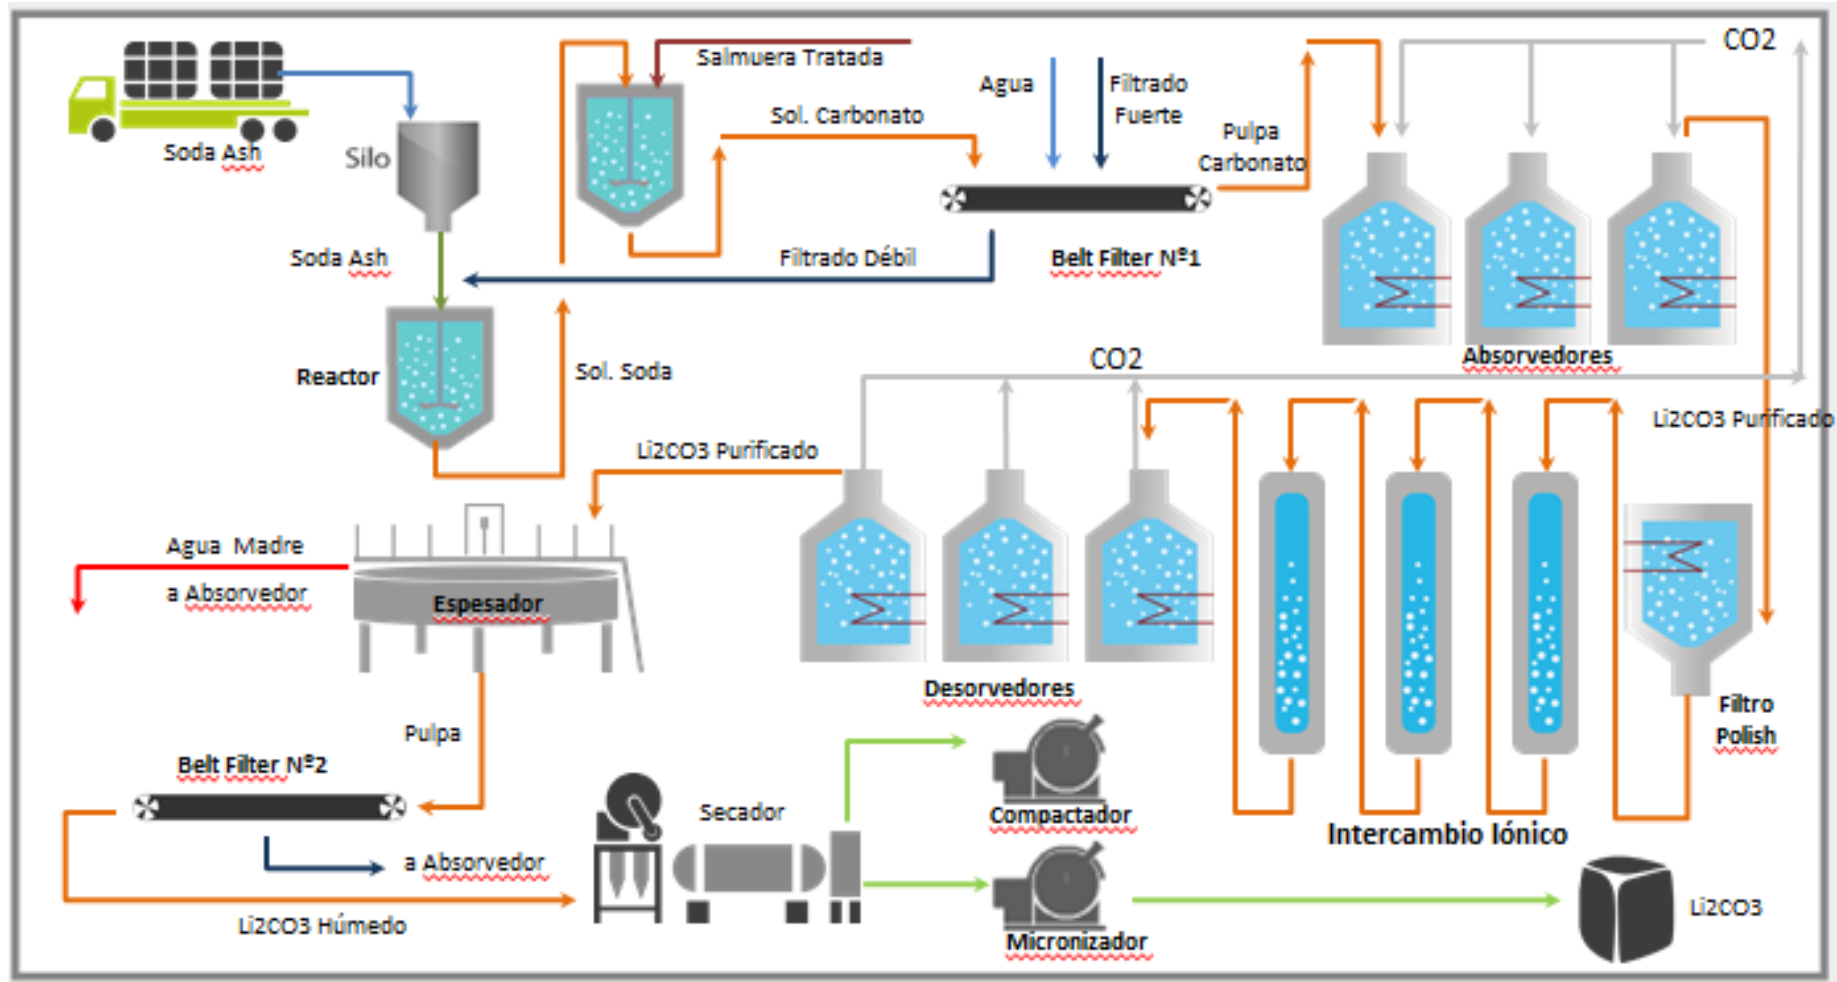 Soda Ash
Silo
Salmuera Tratada
Sol. Carbonato
Agua
Filtrado
Fuerte
Pulpa
Carbonato
CO2
Soda Ash
Filtrado Débil
Belt Filter Nº1
Absorvedores
Reactor
Sol. Soda
CO2
Li2CO3 Purificado
Li2CO3 Purificado
Agua Madre
a Absorvedor
Espesador
Desorvedores
Filtro
Polish
Pulpa
Belt Filter Nº2
Secador
Compactador
Intercambio Iónico
a Absorvedor
Li2CO3 Húmedo
Micronizador
Li2CO3